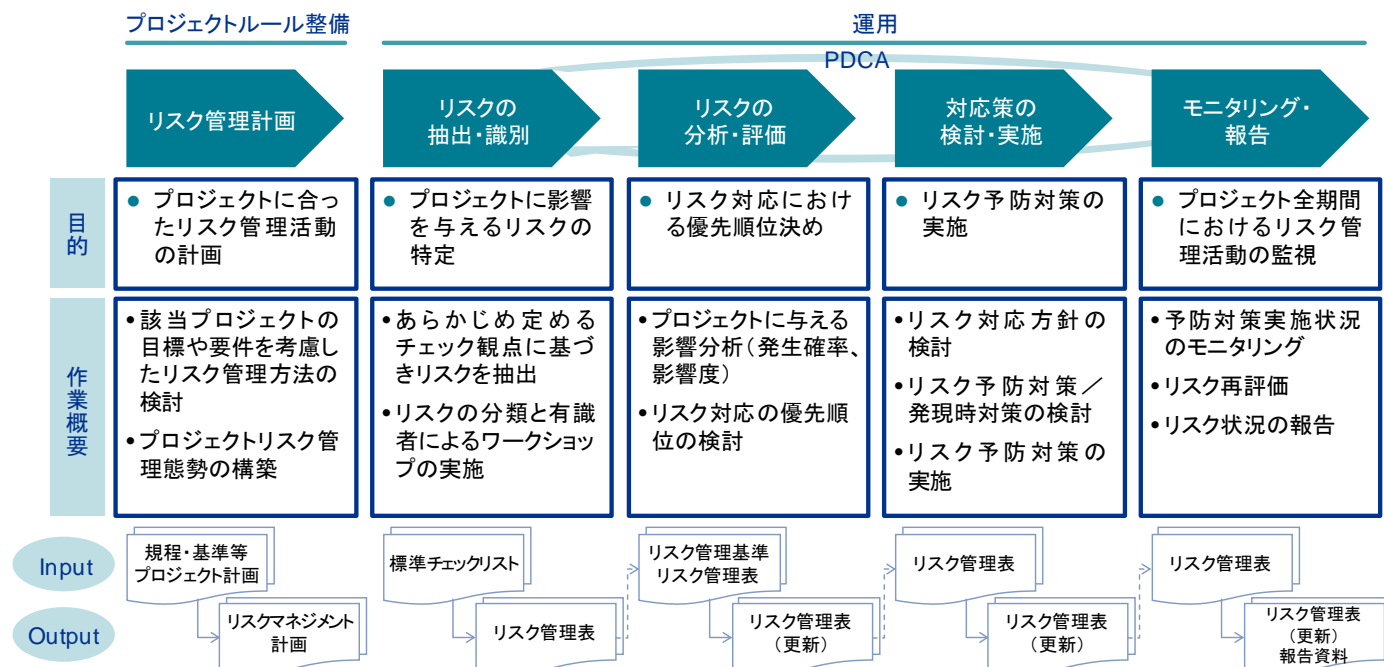 プロジェクトルール整備
運用
PDCA
リスク管理計画
リスクの
抽出・識別
リスクの
分析・評価
対応策の
検討・実施
モニタリング・
報告
目的
● プロジェクトに合っ
たリスク管理活動
の計画
● プロジェクトに影響
を与えるリスクの
特定
● リスク対応におけ
る優先順位決め
● リスク予防対策の
実施
● プロジェクト全期間
におけるリスク管
理活動の監視
作業概要
•該当プロジェクトの
目標や要件を考慮し
たリスク管理方法の
検討
•プロジェクトリスク管
理態勢の構築
•あらかじめ定める
チェック観点に基づ
きリスクを抽出
•リスクの分類と有識
者によるワークショッ
プの実施
•プロジェクトに与える
影響分析（発生確率、
影響度）
•リスク対応の優先順
位の検討
•リスク対応方針の
検討
•リスク予防対策／
発現時対策の検討
•リスク予防対策の
実施
•予防対策実施状況
のモニタリング
•リスク再評価
•リスク状況の報告
Input
規程・基準等
プロジェクト計画
標準チェックリスト
リスク管理基準
リスク管理表
リスク管理表
リスク管理表
Output
リスクマネジメント
計画
リスク管理表
リスク管理表
（更新）
リスク管理表
（更新）
リスク管理表
（更新）
報告資料